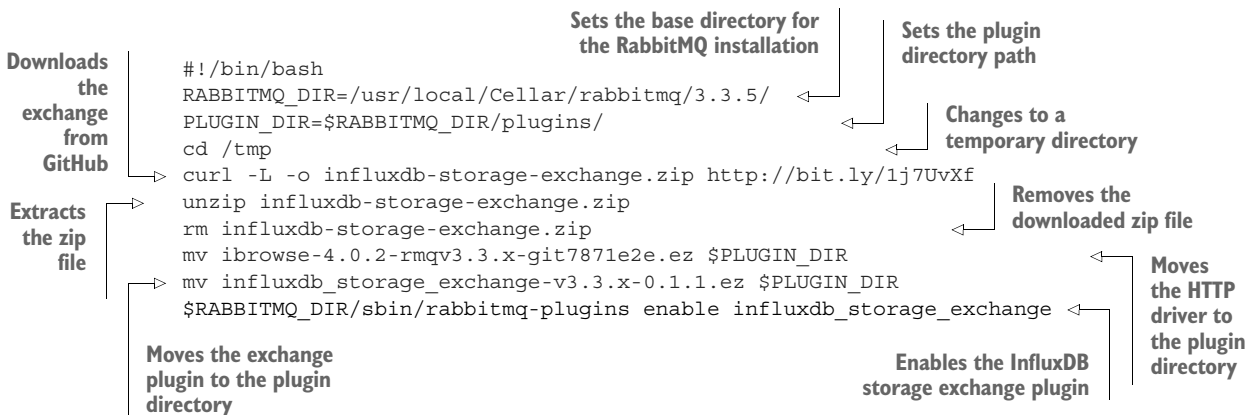 Sets the base directory for
the RabbitMQ installation
Sets the plugin
directory path
Downloads
the
exchange
from
GitHub
#!/bin/bash
RABBITMQ_DIR=/usr/local/Cellar/rabbitmq/3.3.5/
PLUGIN_DIR=$RABBITMQ_DIR/plugins/
Changes to a
temporary directory
cd /tmp
curl -L -o influxdb-storage-exchange.zip http://bit.ly/1j7UvXf
Extracts
the zip
file
unzip influxdb-storage-exchange.zip
Removes the
downloaded zip file
rm influxdb-storage-exchange.zip
mv ibrowse-4.0.2-rmqv3.3.x-git7871e2e.ez $PLUGIN_DIR
Moves
the HTTP
driver to
the plugin
directory
mv influxdb_storage_exchange-v3.3.x-0.1.1.ez $PLUGIN_DIR
$RABBITMQ_DIR/sbin/rabbitmq-plugins enable influxdb_storage_exchange
Moves the exchange
plugin to the plugin
directory
Enables the InfluxDB
storage exchange plugin